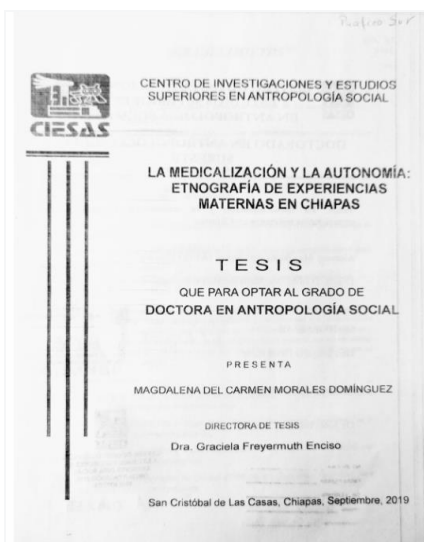 Pacífico Sur
CIESAS
CENTRO DE INVESTIGACIONES Y ESTUDIOS
SUPERIORES EN ANTROPOLOGÍA SOCIAL
LA MEDICALIZACIÓN Y LA AUTONOMÍA:
ETNOGRAFÍA DE EXPERIENCIAS
MATERNAS EN CHIAPAS
TESIS
QUE PARA OPTAR AL GRADO DE
DOCTORA EN ANTROPOLOGÍA SOCIAL
PRESENTA
MAGDALENA DEL CARMEN MORALES DOMÍNGUEZ
DIRECTORA DE TESIS
Dra. Graciela Freyermuth Enciso
San Cristóbal de Las Casas, Chiapas, Septiembre, 2019